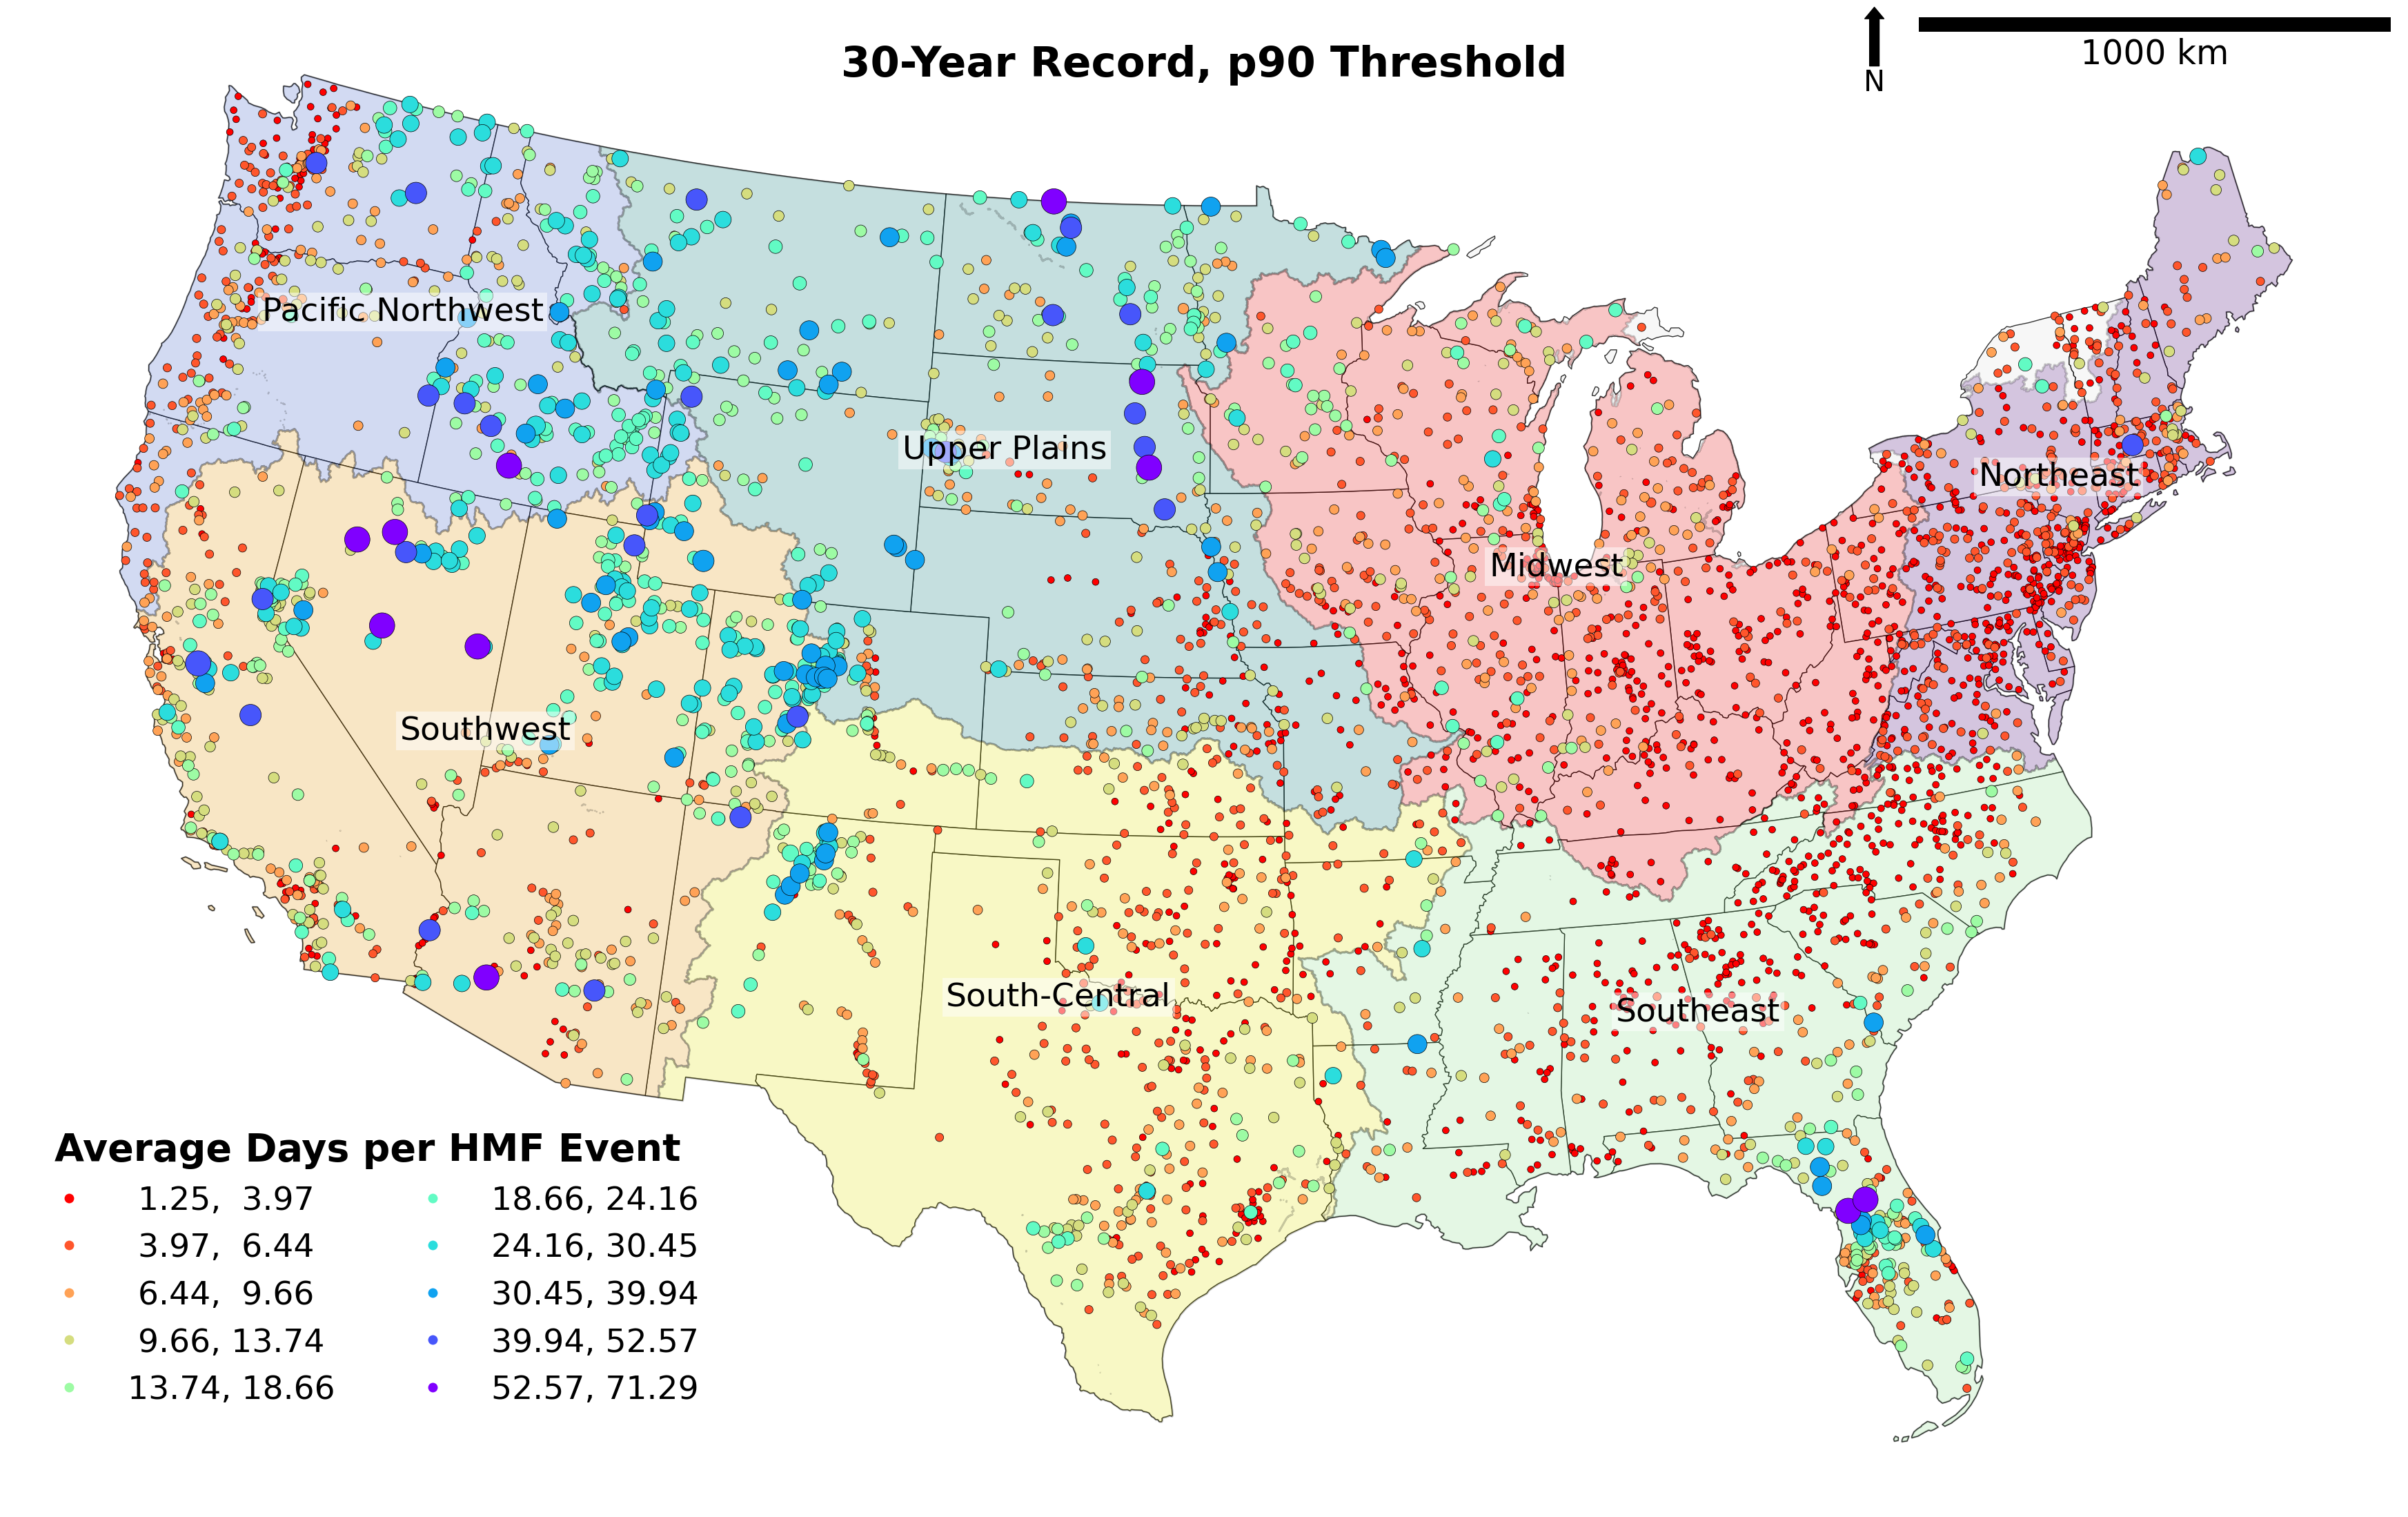 30-Year Record, p90 Threshold
1000 km
N
Pacific Northwest
Upper Plains
Northeast
Midwest
Southwest
South-Central
Southeast
Average Days per HMF Event
1.25, 3.97
3.97, 6.44
6.44, 9.66
9.66, 13.74
13.74, 18.66
18.66, 24.16
24.16, 30.45
30.45, 39.94
39.94, 52.57
52.57, 71.29